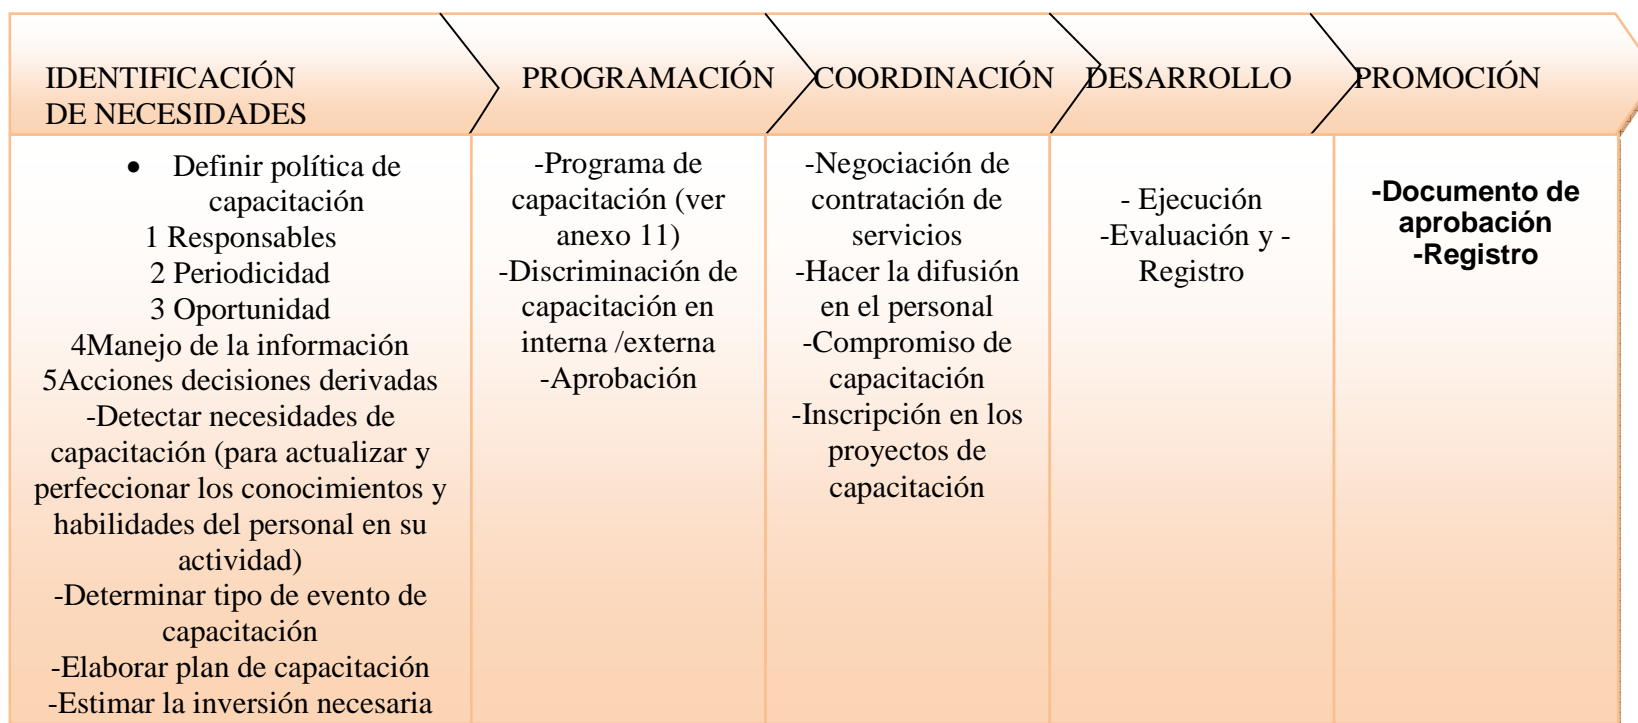 IDENTIFICACIÓN
DE NECESIDADES
PROGRAMACIÓN
COORDINACIÓN
DESARROLLO
PROMOCIÓN
• Definir política de
capacitación
1 Responsables
2 Periodicidad
3 Oportunidad
4Manejo de la información
5Acciones decisiones derivadas
-Detectar necesidades de
capacitación (para actualizar y
perfeccionar los conocimientos y
habilidades del personal en su
actividad)
-Determinar tipo de evento de
capacitación
-Elaborar plan de capacitación
-Estimar la inversión necesaria
-Programa de
capacitación (ver
anexo 11)
-Discriminación de
capacitación en
interna /externa
-Aprobación
-Negociación de
contratación de
servicios
-Hacer la difusión
en el personal
-Compromiso de
capacitación
-Inscripción en los
proyectos de
capacitación
- Ejecución
-Evaluación y -
Registro
-Documento de
aprobación
-Registro